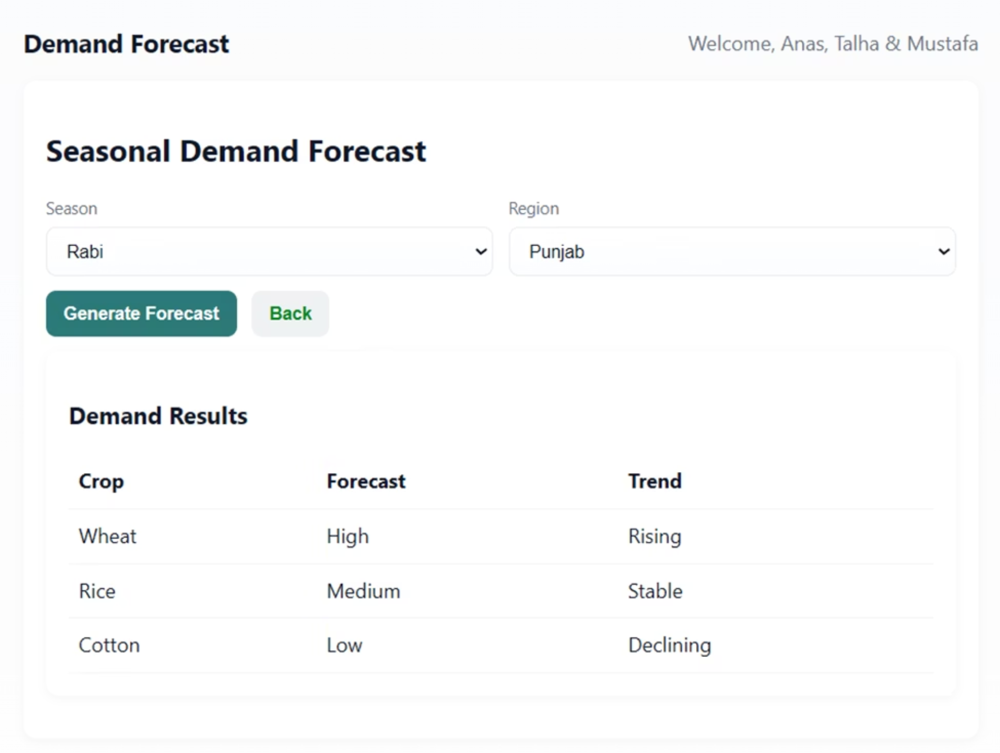 Demand Forecast
Welcome, Anas, Talha & Mustafa
Seasonal Demand Forecast
Season Region
Rabi Punjab
Generate Forecast Back
Demand Results
Crop Forecast Trend
Wheat High Rising
Rice Medium Stable
Cotton Low Declining